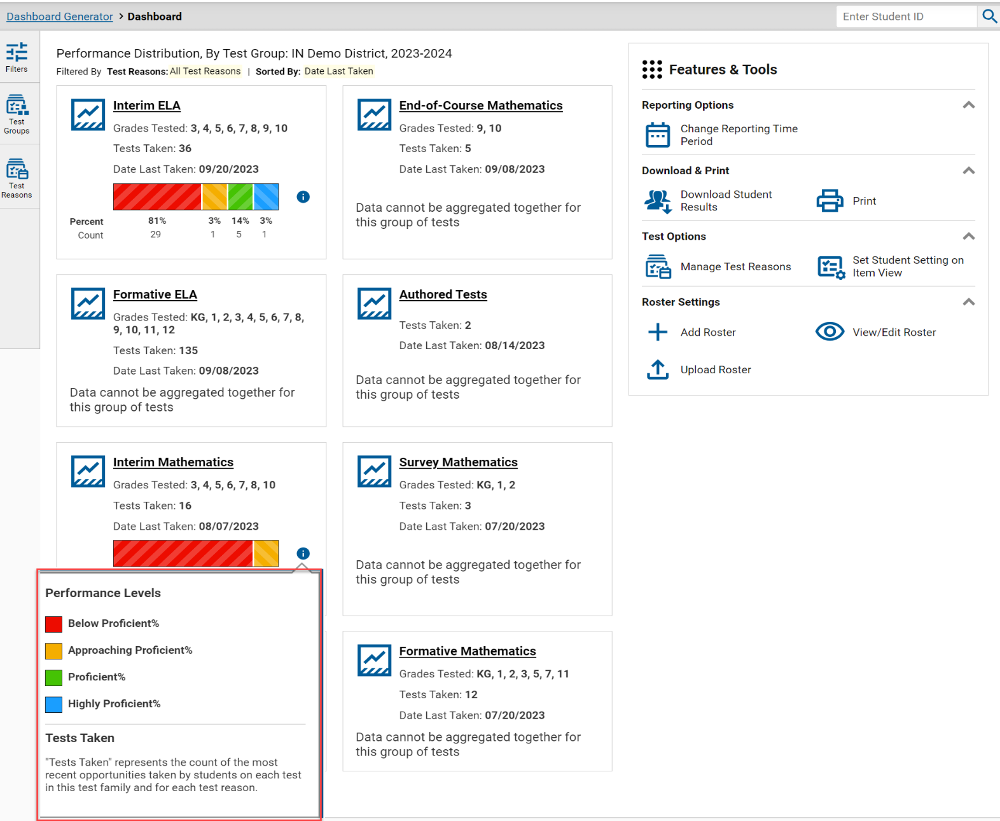 Dashboard Generator > Dashboard
Enter Student ID
Filters
Test
Groups
Test
Reasons
Performance Distribution, By Test Group: IN Demo District, 2023-2024
Filtered By Test Reasons: All Test Reasons | Sorted By: Date Last Taken
Interim ELA
Grades Tested: 3, 4, 5, 6, 7, 8, 9, 10
Tests Taken: 36
Date Last Taken: 09/20/2023
Percent 81% 3% 14% 3%
Count 29 1 5 1
End-of-Course Mathematics
Grades Tested: 9, 10
Tests Taken: 5
Date Last Taken: 09/08/2023
Data cannot be aggregated together for
this group of tests
Formative ELA
Grades Tested: KG, 1, 2, 3, 4, 5, 6, 7, 8,
9, 10, 11, 12
Tests Taken: 135
Date Last Taken: 09/08/2023
Data cannot be aggregated together for
this group of tests
Authored Tests
Tests Taken: 2
Date Last Taken: 08/14/2023
Data cannot be aggregated together for
this group of tests
Interim Mathematics
Grades Tested: 3, 4, 5, 6, 7, 8, 10
Tests Taken: 16
Date Last Taken: 08/07/2023
Survey Mathematics
Grades Tested: KG, 1, 2
Tests Taken: 3
Date Last Taken: 07/20/2023
Data cannot be aggregated together for
this group of tests
Performance Levels
Below Proficient%
Approaching Proficient%
Proficient%
Highly Proficient%
Tests Taken
"Tests Taken" represents the count of the most
recent opportunities taken by students on each test
in this test family and for each test reason.
Formative Mathematics
Grades Tested: KG, 1, 2, 3, 5, 7, 11
Tests Taken: 12
Date Last Taken: 07/20/2023
Data cannot be aggregated together for
this group of tests
Features & Tools
Reporting Options
Change Reporting Time
Period
Download & Print
Download Student
Results
Print
Test Options
Manage Test Reasons
Set Student Setting on
Item View
Roster Settings
Add Roster
View/Edit Roster
Upload Roster